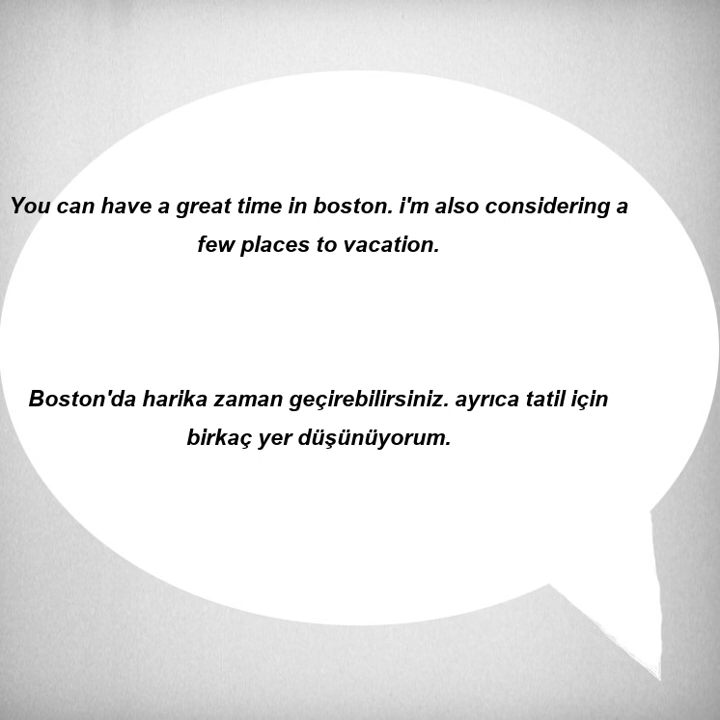 You can have a great time in boston. i'm also considering a
few places to vacation.
Boston'da harika zaman geçirebilirsiniz. ayrıca tatil için
birkaç yer düşünüyorum.